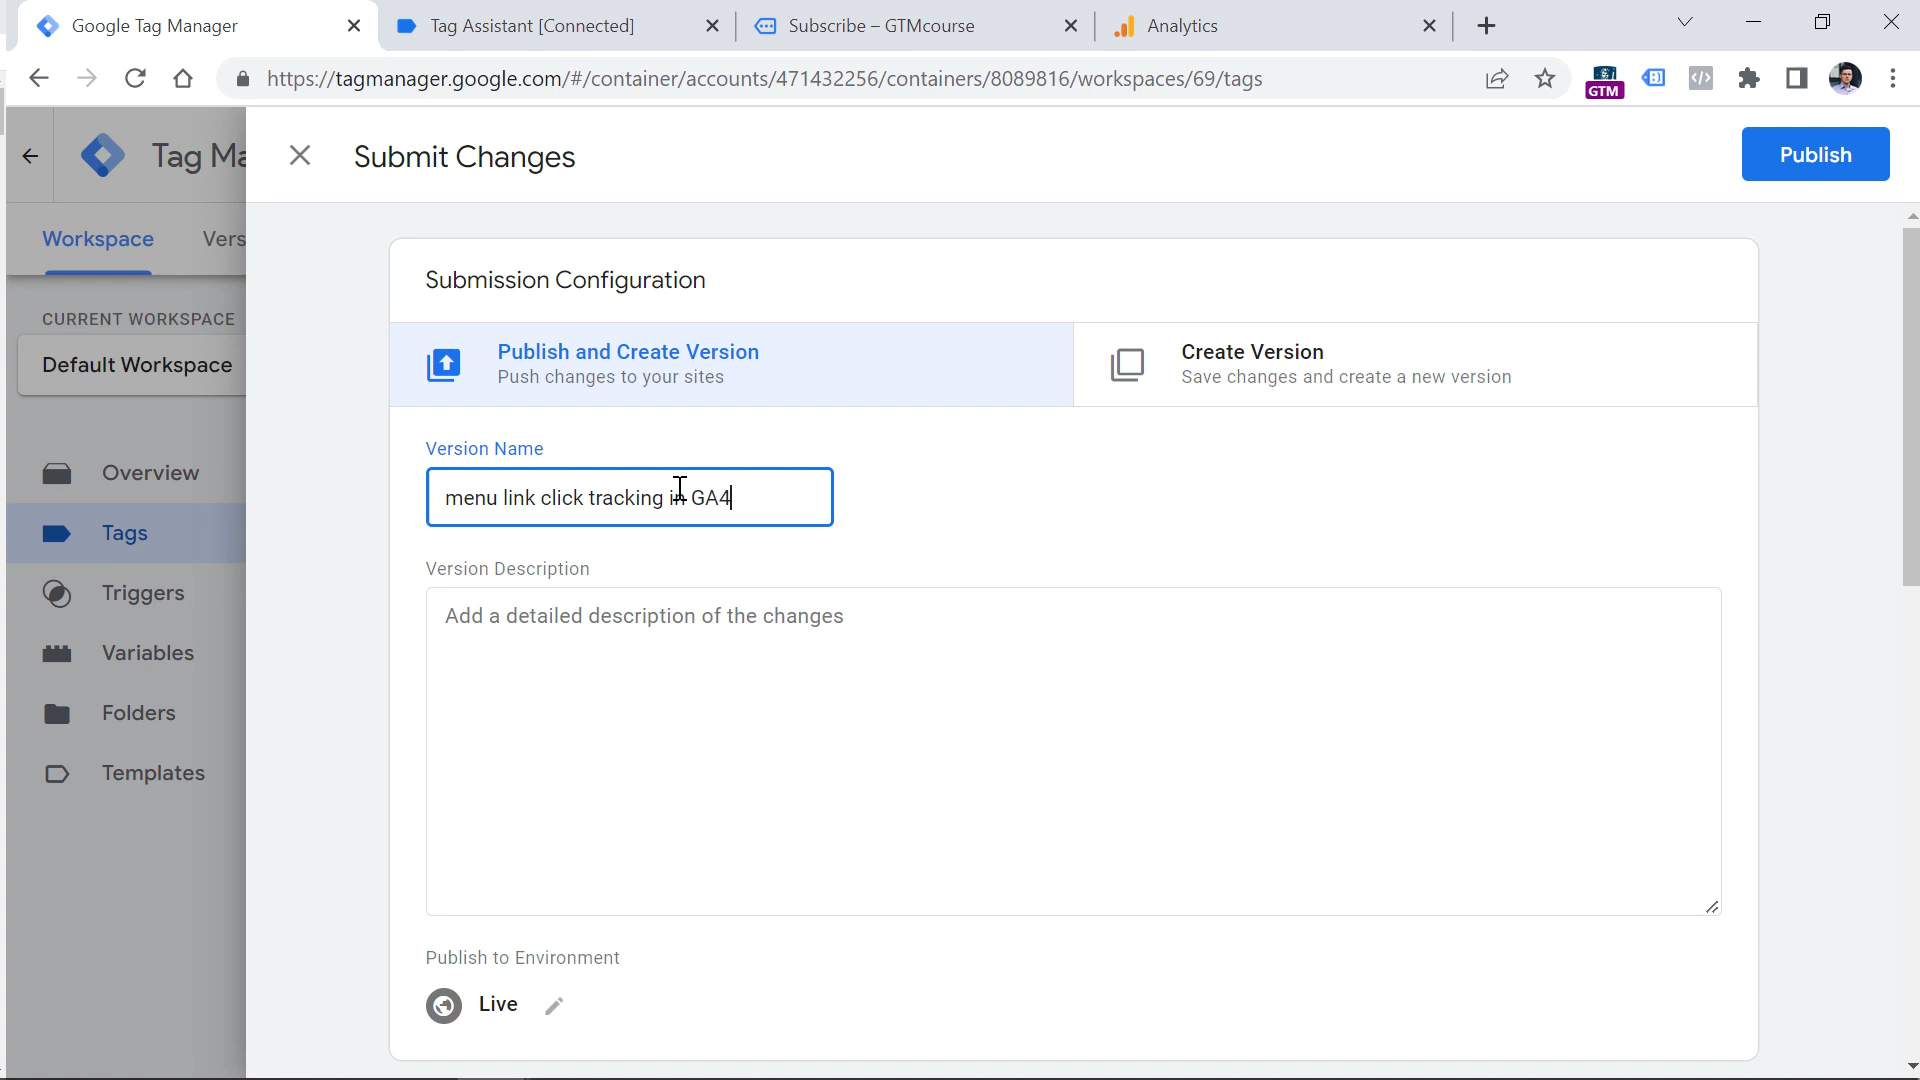 Google Tag Manager
Tag Assistant [Connected]
Subscribe – GTMcourse
Analytics
https://tagmanager.google.com/#/container/accounts/471432256/containers/8089816/workspaces/69/tags
GTM
Tag Ma
Submit Changes
Publish
Workspace
Vers
Submission Configuration
CURRENT WORKSPACE
Default Workspace
Publish and Create Version
Push changes to your sites
Create Version
Save changes and create a new version
Version Name
menu link click tracking in GA4
Overview
Tags
Triggers
Variables
Folders
Templates
Version Description
Add a detailed description of the changes
Publish to Environment
Live